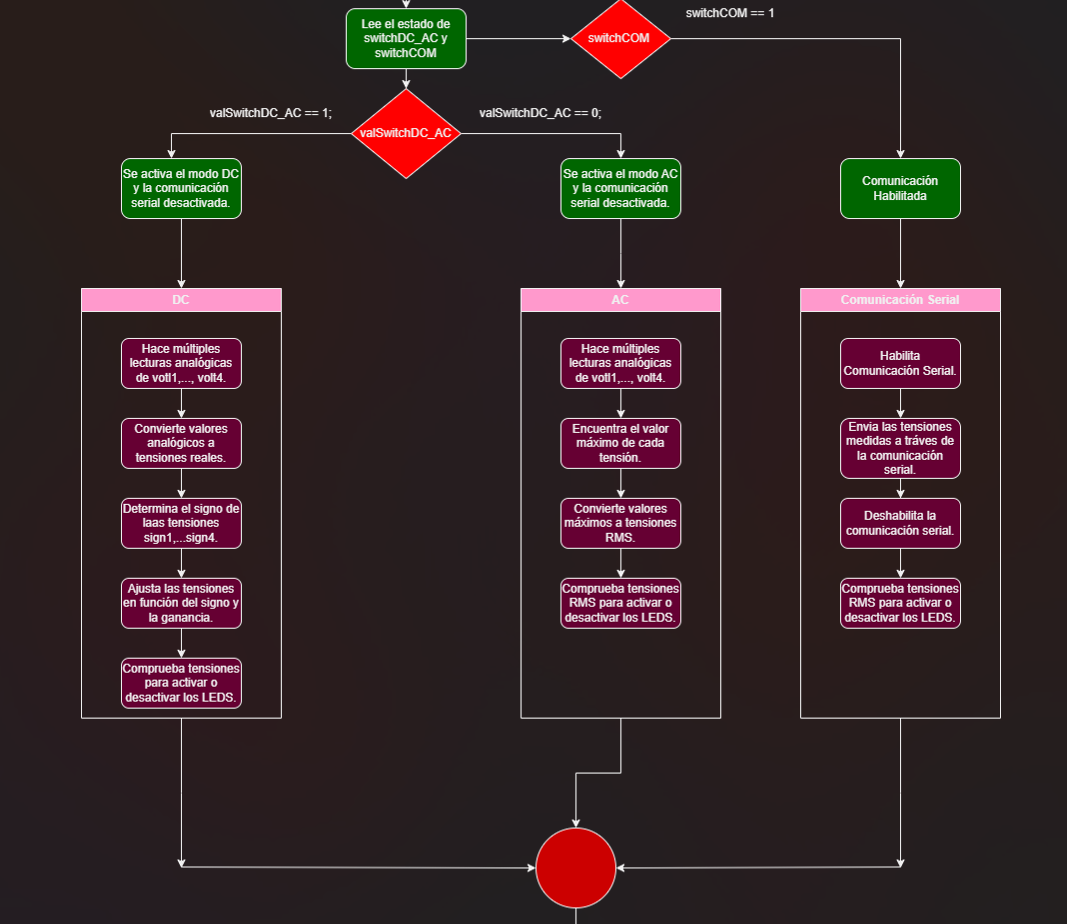 Lee el estado de
switchDC_AC y
switchCOM
switchCOM
switchCOM == 1
valSwitchDC_AC == 1;
valSwitchDC_AC
valSwitchDC_AC == 0;
Se activa el modo DC
y la comunicación
serial desactivada.
Se activa el modo AC
y la comunicación
serial desactivada.
Comunicación
Habilitada
DC
Hace múltiples
lecturas analógicas
de votl1,..., volt4.
Convierte valores
analógicos a
tensiones reales.
Determina el signo de
laas tensiones
sign1,...sign4.
Ajusta las tensiones
en función del signo y
la ganancia.
Comprueba tensiones
para activar o
desactivar los LEDS.
AC
Hace múltiples
lecturas analógicas
de votl1,..., volt4.
Encuentra el valor
máximo de cada
tensión.
Convierte valores
máximos a tensiones
RMS.
Comprueba tensiones
RMS para activar o
desactivar los LEDS.
Comunicación Serial
Habilita
Comunicación Serial.
Envia las tensiones
medidas a tráves de
la comunicación
serial.
Deshabilita la
comunicación serial.
Comprueba tensiones
RMS para activar o
desactivar los LEDS.